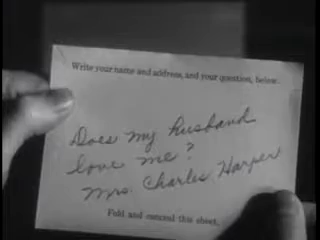 Write your name and address, and your question, below.
Does my husband
love me?
Mrs. Charles Harper
Fold and conceal this sheet.